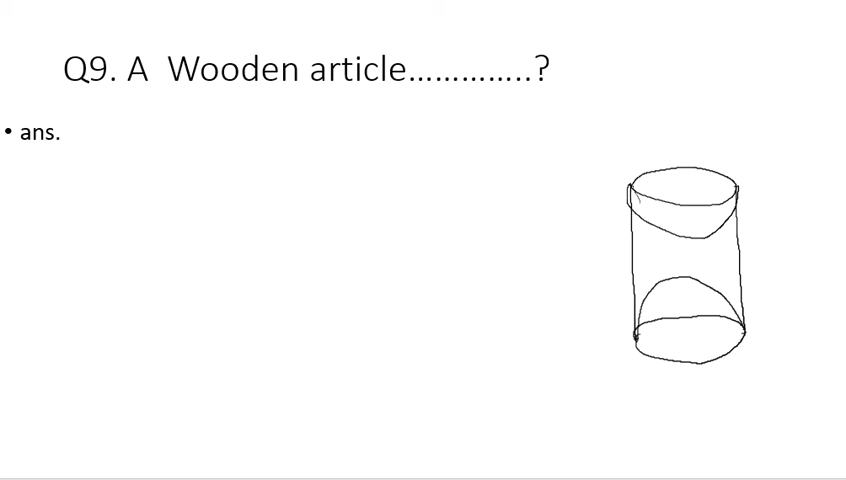 Q9. A Wooden article…………..?
• ans.